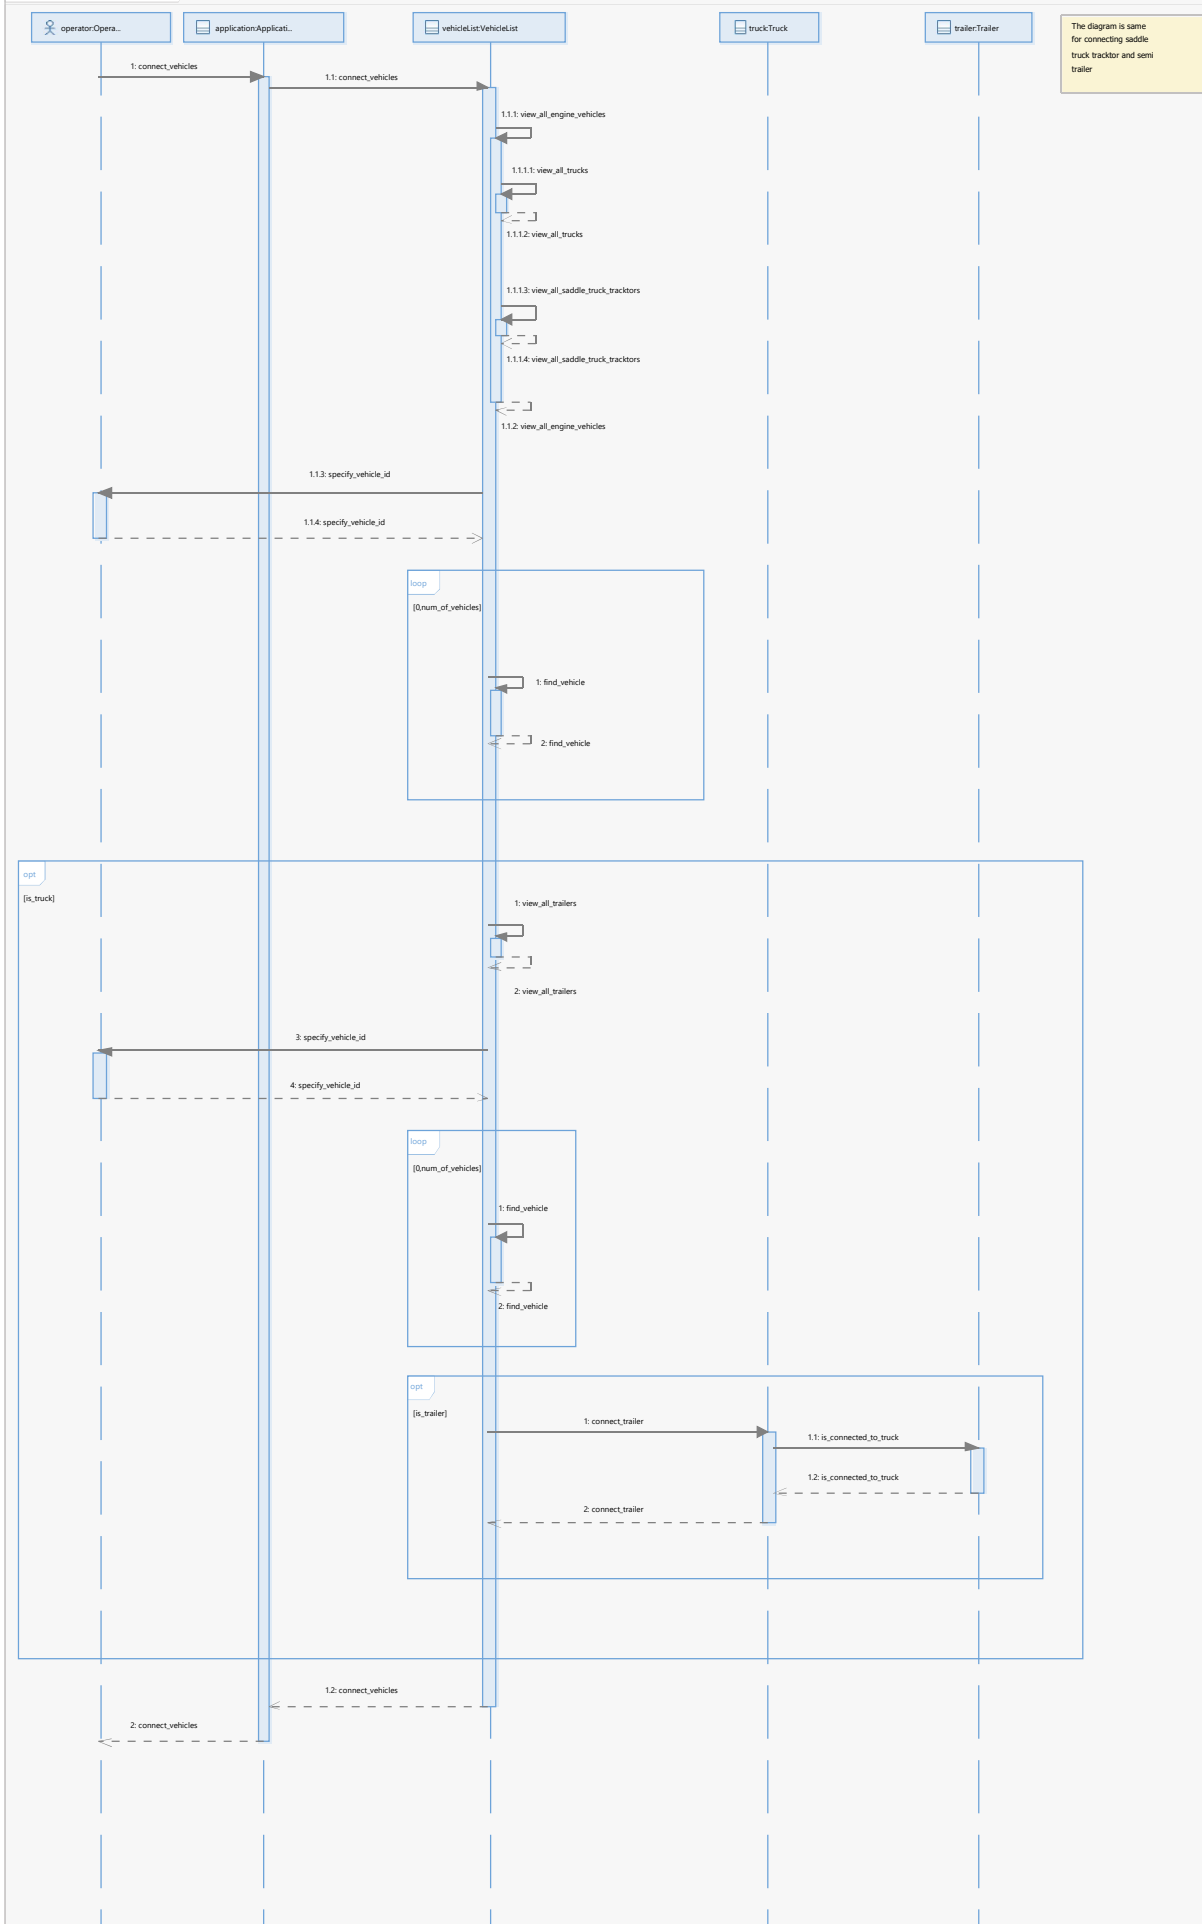 operator:Opera...
application:Applicati...
vehicleList:VehicleList
truck:Truck
trailer:Trailer
The diagram is same
for connecting saddle
truck tracktor and semi
trailer
1: connect_vehicles
1.1: connect_vehicles
1.1.1: view_all_engine_vehicles
1.1.1.1: view_all_trucks
1.1.1.2: view_all_trucks
1.1.1.3: view_all_saddle_truck_tracktors
1.1.1.4: view_all_saddle_truck_tracktors
1.1.2: view_all_engine_vehicles
1.1.3: specify_vehicle_id
1.1.4: specify_vehicle_id
loop
[0,num_of_vehicles]
1: find_vehicle
2: find_vehicle
opt
[is_truck]
1: view_all_trailers
2: view_all_trailers
3: specify_vehicle_id
4: specify_vehicle_id
loop
[0,num_of_vehicles]
1: find_vehicle
2: find_vehicle
opt
[is_trailer]
1: connect_trailer
1.1: is_connected_to_truck
1.2: is_connected_to_truck
2: connect_trailer
1.2: connect_vehicles
2: connect_vehicles